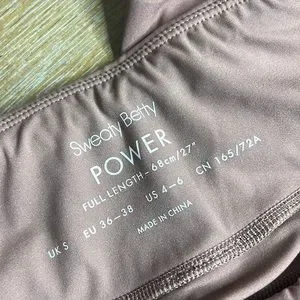 Sweaty Betty
POWER
FULL LENGTH – 68cm/27"
UK S EU 36–38 US 4–6 CN 165/72A
MADE IN CHINA